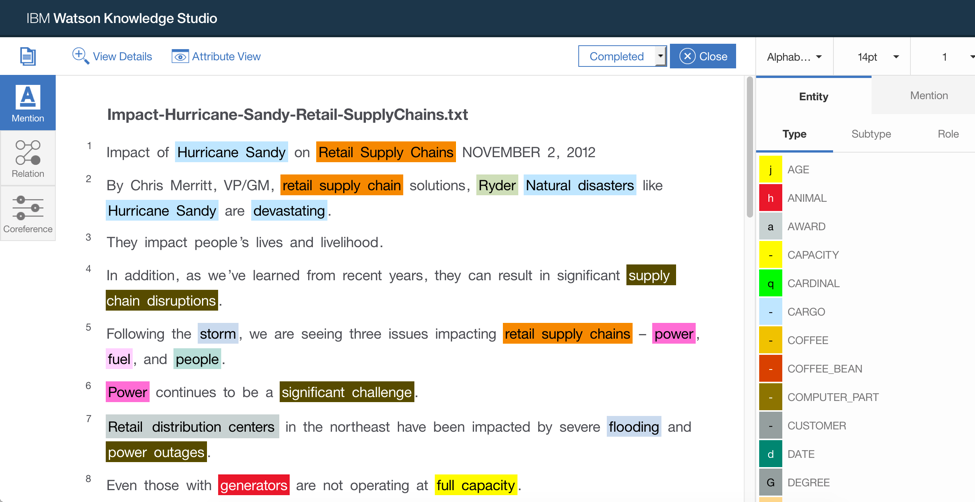 IBM Watson Knowledge Studio
View Details
Attribute View
Completed
Close
Alphab...
14pt
1
Mention
Relation
Coreference
Impact-Hurricane-Sandy-Retail-SupplyChains.txt
1 Impact of Hurricane Sandy on Retail Supply Chains NOVEMBER 2, 2012
2 By Chris Merritt, VP/GM, retail supply chain solutions, Ryder Natural disasters like
Hurricane Sandy are devastating.
3 They impact people's lives and livelihood.
4 In addition, as we've learned from recent years, they can result in significant supply
chain disruptions.
5 Following the storm, we are seeing three issues impacting retail supply chains – power,
fuel, and people.
6 Power continues to be a significant challenge.
7 Retail distribution centers in the northeast have been impacted by severe flooding and
power outages.
8 Even those with generators are not operating at full capacity.
Entity
Mention
Type
Subtype
Role
j AGE
h ANIMAL
a AWARD
- CAPACITY
q CARDINAL
- CARGO
- COFFEE
- COFFEE_BEAN
- COMPUTER_PART
- CUSTOMER
d DATE
G DEGREE